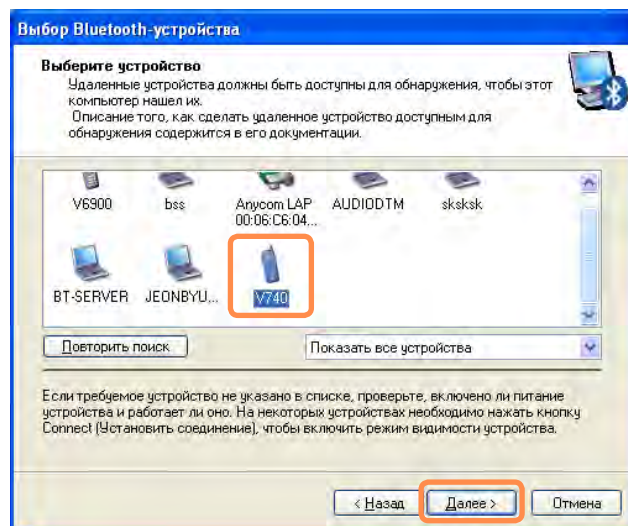 Выбор Bluetooth-устройства
Выберите устройство
Удаленные устройства должны быть доступны для обнаружения, чтобы этот
компьютер нашел их.
Описание того, как сделать удаленное устройство доступным для
обнаружения содержится в его документации.
V6900 bss Anycom LAP AUDIODTM sksksk
00:06:C6:04...
BT-SERVER JEONBYU... V740
Повторить поиск Показать все устройства
Если требуемое устройство не указано в списке, проверьте, включено ли питание
устройства и работает ли оно. На некоторых устройствах необходимо нажать кнопку
Connect (Установить соединение), чтобы включить режим видимости устройства.
< Назад Далее > Отмена